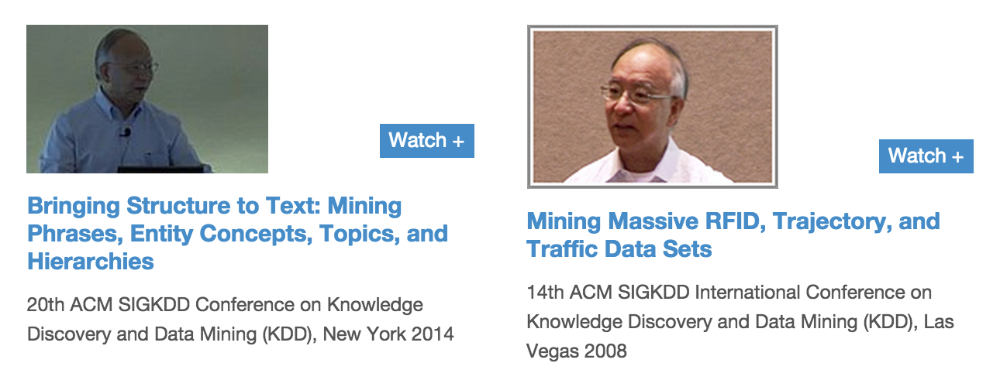 Watch +
Bringing Structure to Text: Mining
Phrases, Entity Concepts, Topics, and
Hierarchies
20th ACM SIGKDD Conference on Knowledge
Discovery and Data Mining (KDD), New York 2014
Watch +
Mining Massive RFID, Trajectory, and
Traffic Data Sets
14th ACM SIGKDD International Conference on
Knowledge Discovery and Data Mining (KDD), Las
Vegas 2008